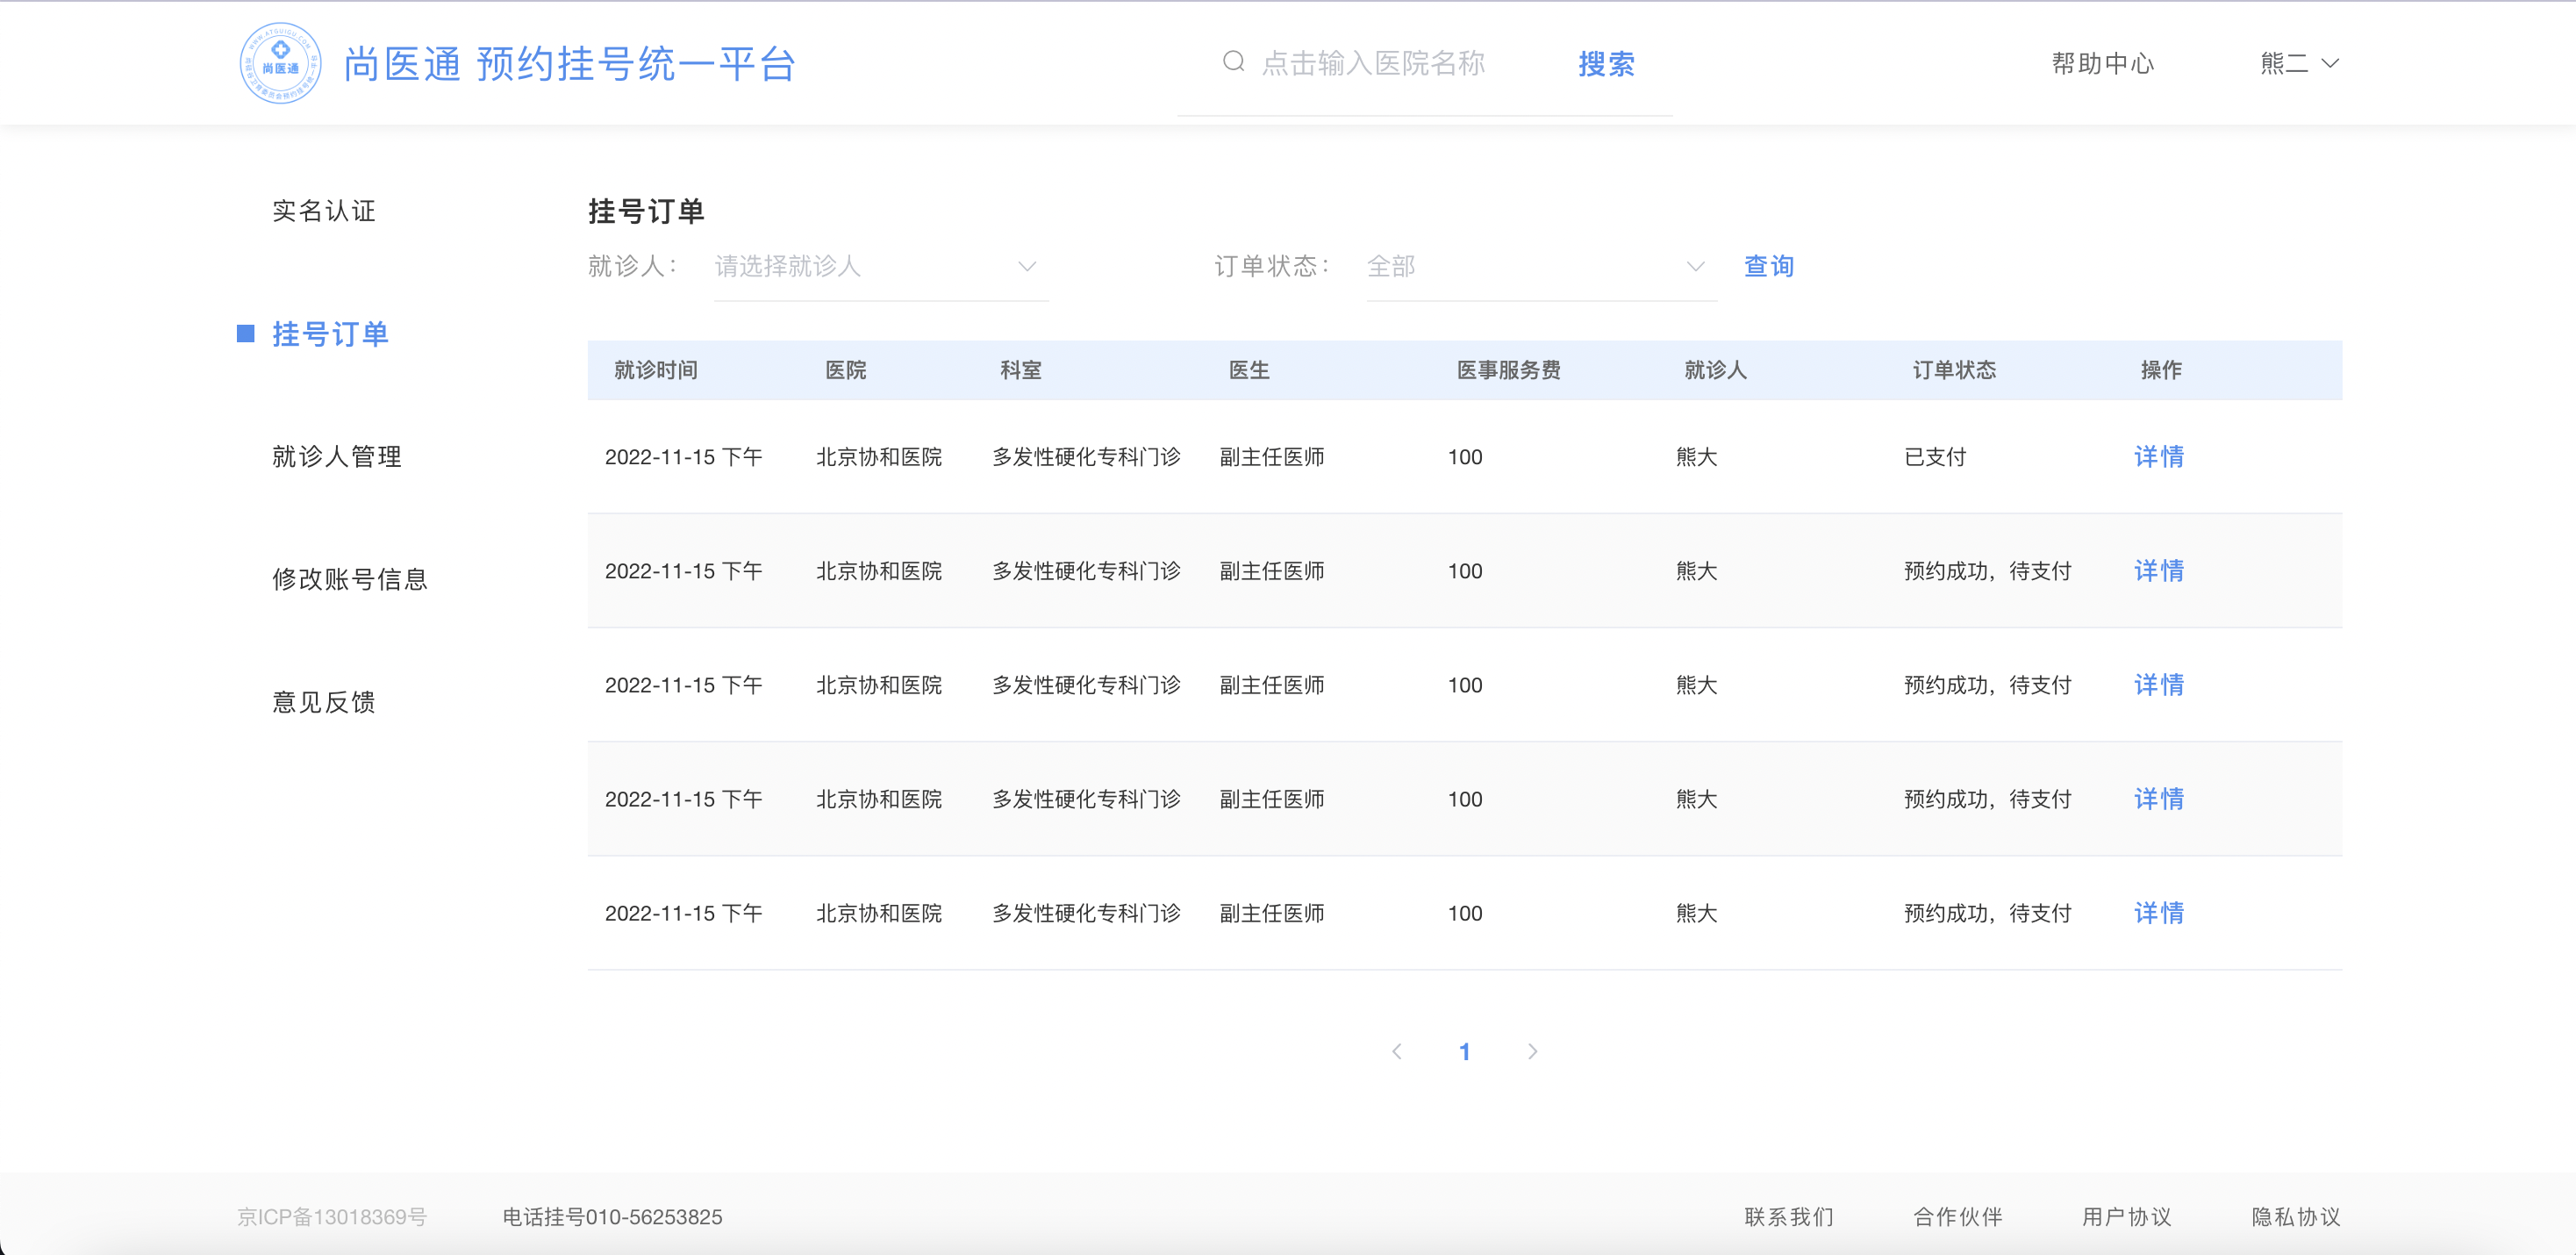 尚医通
尚医通 预约挂号统一平台
点击输入医院名称
搜索
帮助中心
熊二
实名认证
挂号订单
就诊人管理
修改账号信息
意见反馈
挂号订单
就诊人：
请选择就诊人
订单状态：
全部
查询
就诊时间 医院 科室 医生 医事服务费 就诊人 订单状态 操作
2022-11-15 下午 北京协和医院 多发性硬化专科门诊 副主任医师 100 熊大 已支付 详情
2022-11-15 下午 北京协和医院 多发性硬化专科门诊 副主任医师 100 熊大 预约成功，待支付 详情
2022-11-15 下午 北京协和医院 多发性硬化专科门诊 副主任医师 100 熊大 预约成功，待支付 详情
2022-11-15 下午 北京协和医院 多发性硬化专科门诊 副主任医师 100 熊大 预约成功，待支付 详情
2022-11-15 下午 北京协和医院 多发性硬化专科门诊 副主任医师 100 熊大 预约成功，待支付 详情
1
京ICP备13018369号
电话挂号010-56253825
联系我们
合作伙伴
用户协议
隐私协议